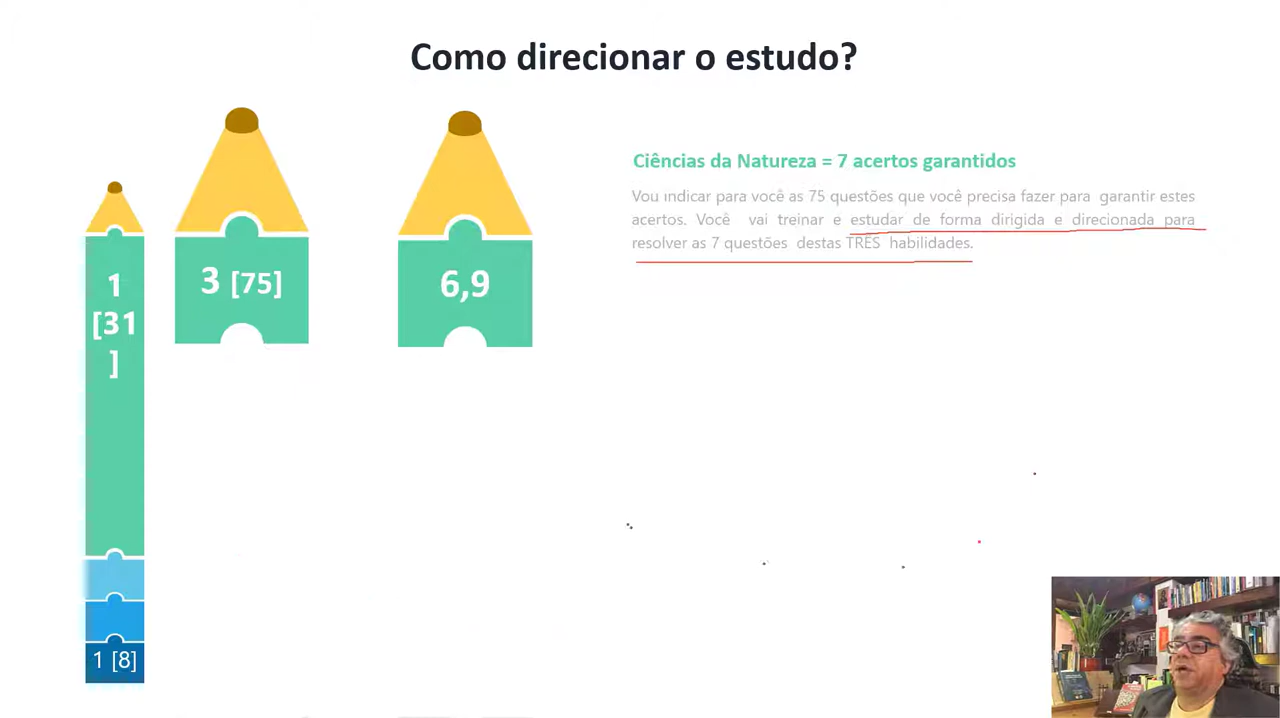 Como direcionar o estudo?
Ciências da Natureza = 7 acertos garantidos
Vou indicar para você as 75 questões que você precisa fazer para garantir estes
acertos. Você vai treinar e estudar de forma dirigida e direcionada para
resolver as 7 questões destas TRÊS habilidades.
1
[31
]
3 [75]
6,9
1 [8]